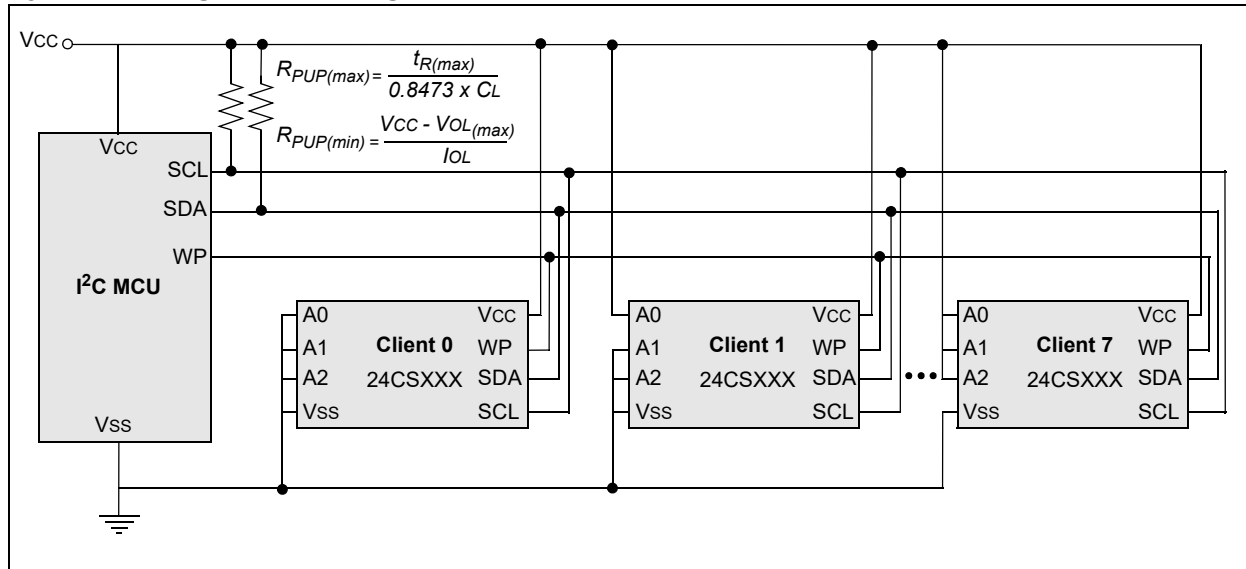 VCC
RPUP(max) = tR(max) / 0.8473 x CL
RPUP(min) = VCC - VOL(max) / IOL
VCC
SCL
SDA
WP
I2C MCU
VSS
A0 VCC
A1 Client 0 WP
A2 24CSXXX SDA
VSS SCL
A0 VCC
A1 Client 1 WP
A2 24CSXXX SDA
VSS SCL
•••
A0 VCC
A1 Client 7 WP
A2 24CSXXX SDA
VSS SCL